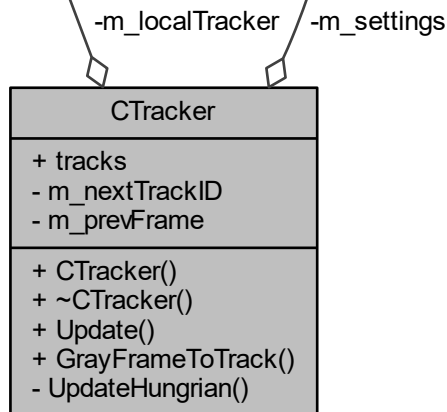 -m_localTracker
-m_settings
CTracker
+ tracks
- m_nextTrackID
- m_prevFrame
+ CTracker()
+ ~CTracker()
+ Update()
+ GrayFrameToTrack()
- UpdateHungrian()